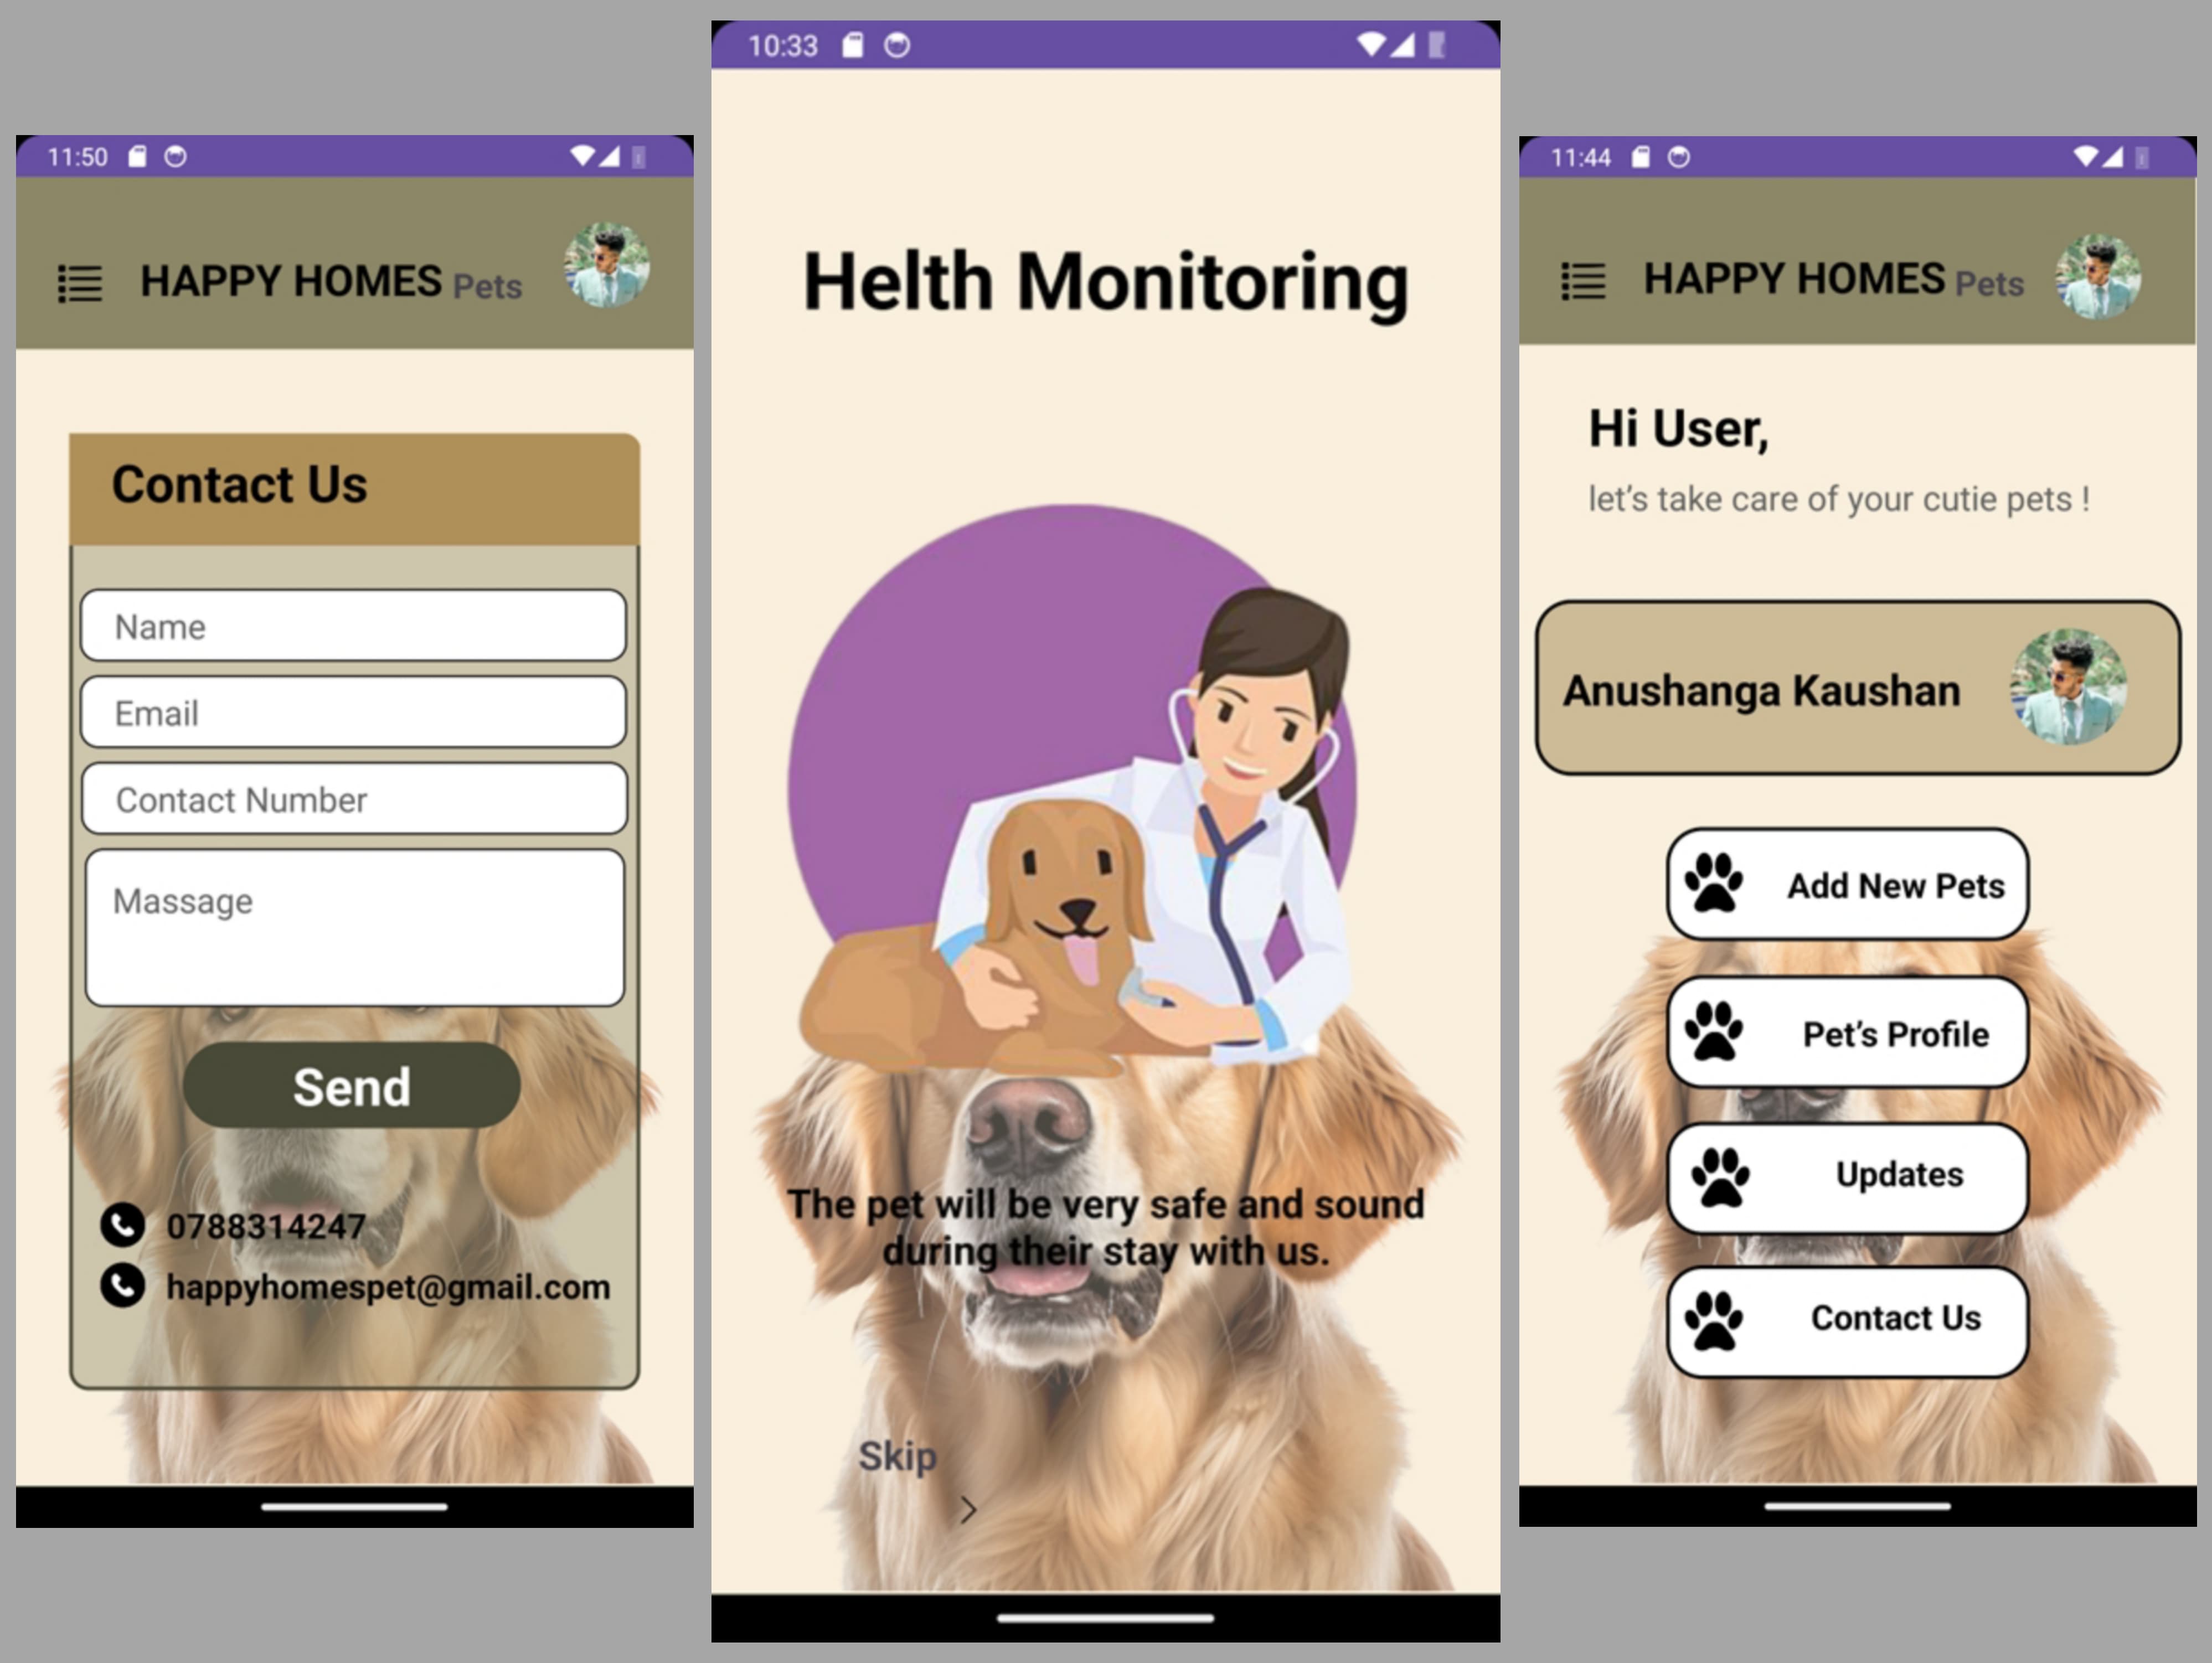 11:50
HAPPY HOMES Pets
Contact Us
Name
Email
Contact Number
Massage
Send
0788314247
happyhomespet@gmail.com
10:33
Helth Monitoring
The pet will be very safe and sound
during their stay with us.
Skip
11:44
HAPPY HOMES Pets
Hi User,
let's take care of your cutie pets !
Anushanga Kaushan
Add New Pets
Pet's Profile
Updates
Contact Us